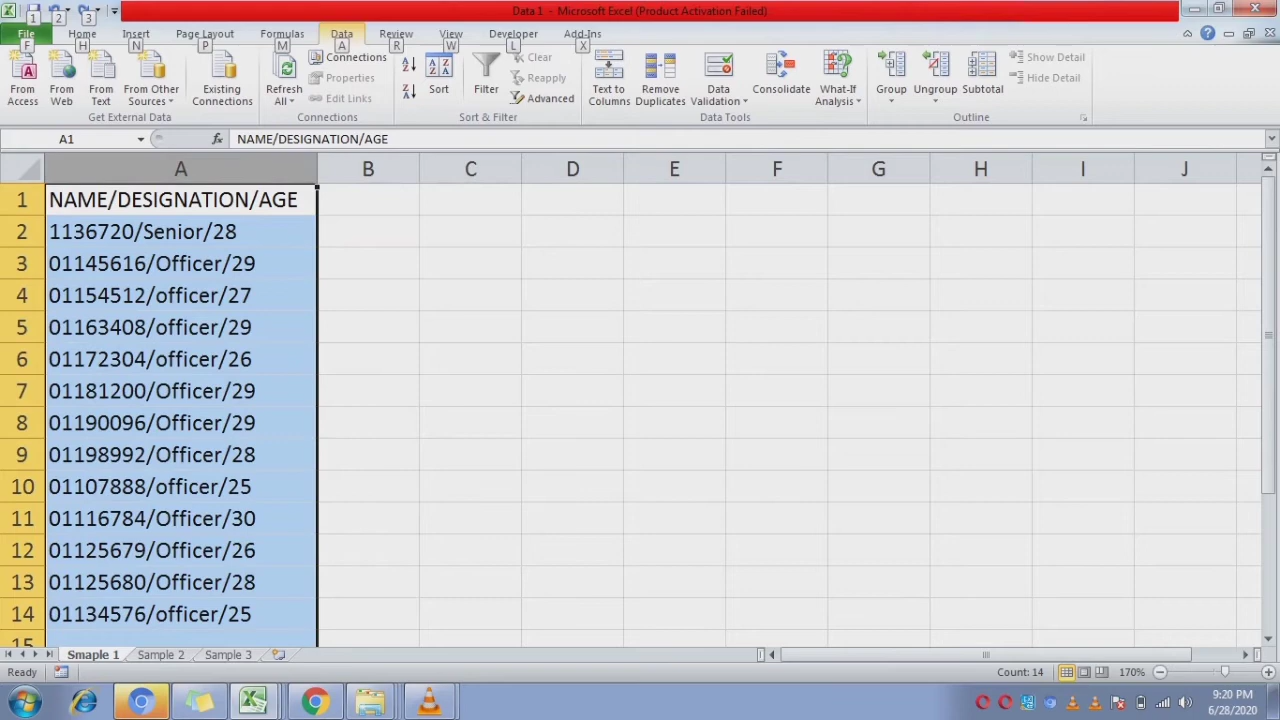 Data 1 - Microsoft Excel (Product Activation Failed)
1 2 3
File Home Insert Page Layout Formulas Data Review View Developer Add-Ins
F H N P M A R W L X
From Access
From Web
From Text
From Other Sources
Existing Connections
Get External Data
Refresh All
Connections
Properties
Edit Links
Connections
Sort
Filter
Clear
Reapply
Advanced
Sort & Filter
Text to Columns
Remove Duplicates
Data Validation
Consolidate
What-If Analysis
Data Tools
Group
Ungroup
Subtotal
Show Detail
Hide Detail
Outline
A1 fx NAME/DESIGNATION/AGE
A B C D E F G H I J
1 NAME/DESIGNATION/AGE
2 1136720/Senior/28
3 01145616/Officer/29
4 01154512/officer/27
5 01163408/officer/29
6 01172304/officer/26
7 01181200/Officer/29
8 01190096/Officer/29
9 01198992/Officer/28
10 01107888/officer/25
11 01116784/Officer/30
12 01125679/Officer/26
13 01125680/Officer/28
14 01134576/officer/25
15
Smaple 1 Sample 2 Sample 3
Ready Count: 14 170%
9:20 PM
6/28/2020